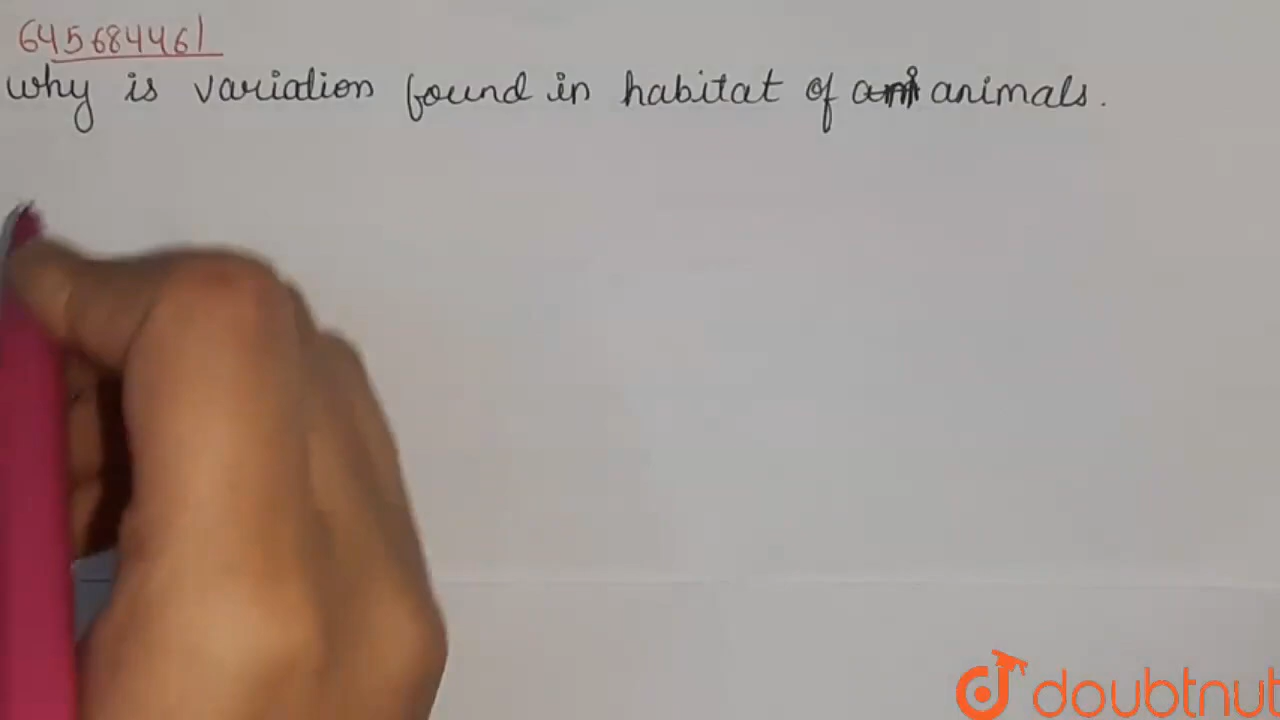 645684461
why is variation found in habitat of animals.
doubtnut